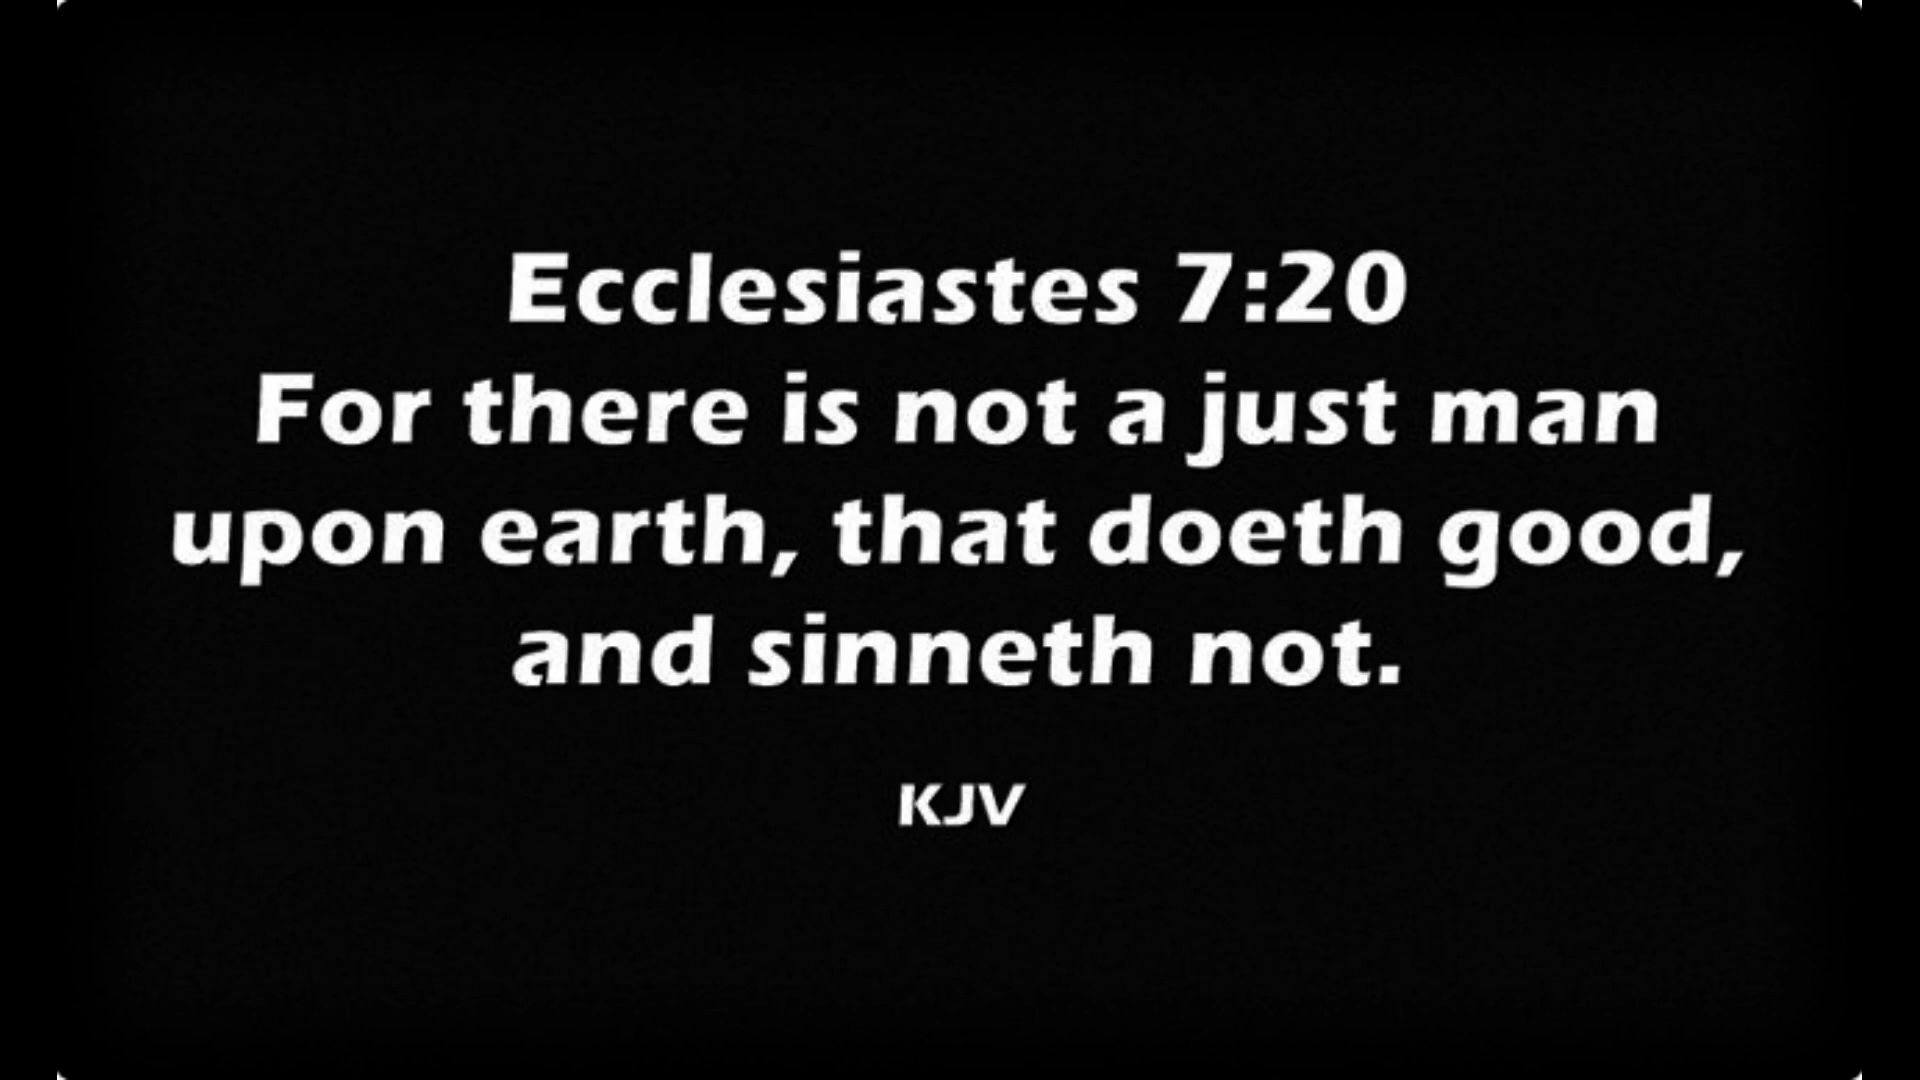 Ecclesiastes 7:20
For there is not a just man
upon earth, that doeth good,
and sinneth not.
KJV